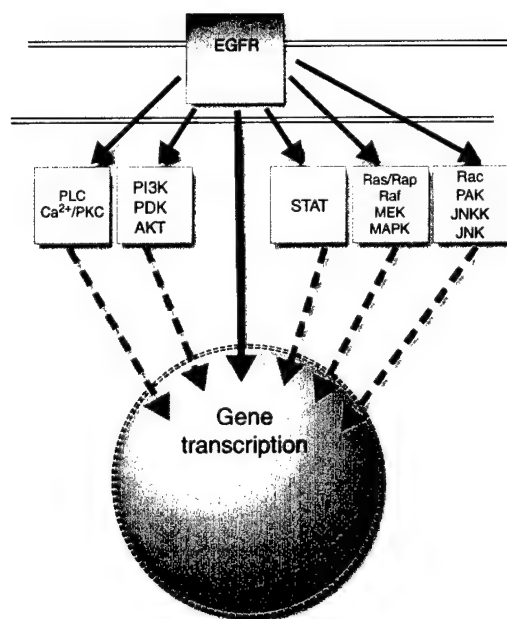 EGFR
PLC
Ca²⁺/PKC
PI3K
PDK
AKT
STAT
Ras/Rap
Raf
MEK
MAPK
Rac
PAK
JNKK
JNK
Gene
transcription